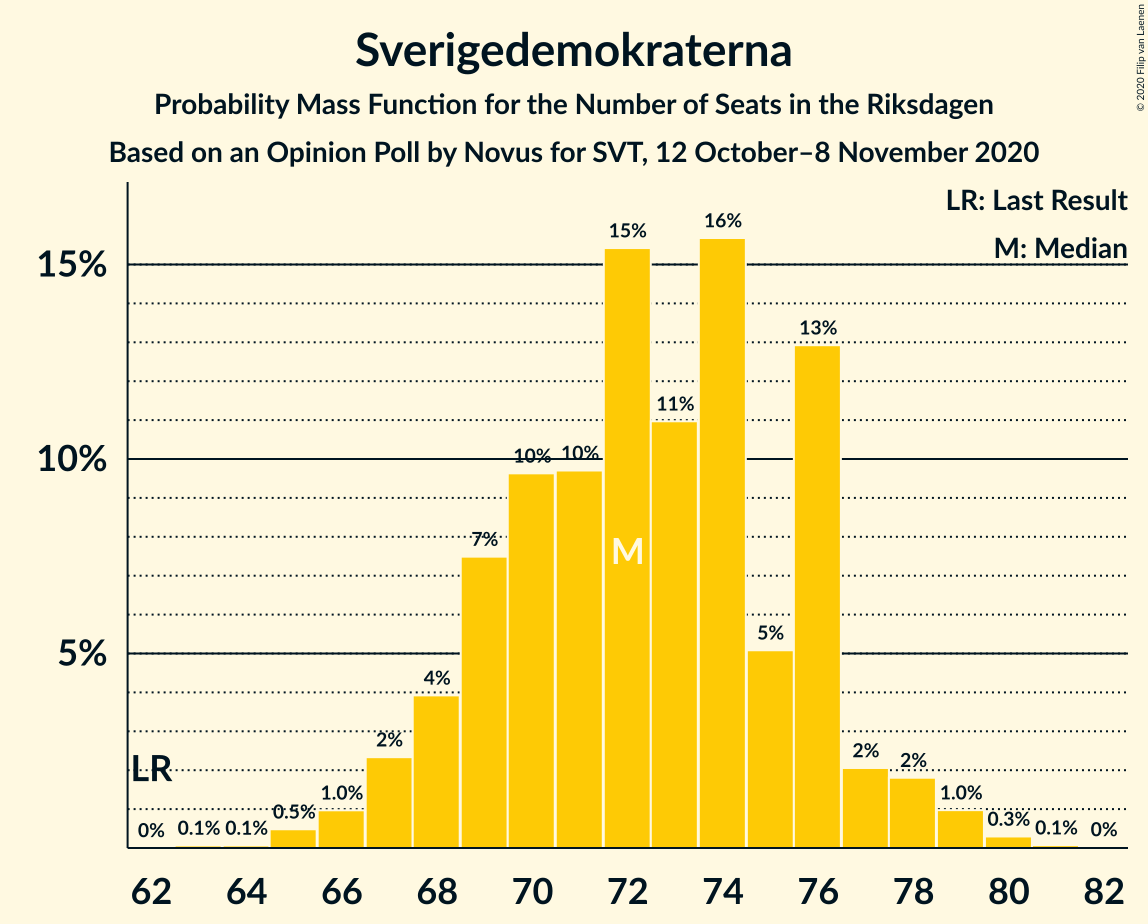 Sverigedemokraterna
Probability Mass Function for the Number of Seats in the Riksdagen
Based on an Opinion Poll by Novus for SVT, 12 October–8 November 2020
© 2020 Filip van Laenen
LR: Last Result
M: Median
15%
10%
5%
LR
0%
0.1%
0.1%
0.5%
1.0%
2%
4%
7%
10%
10%
15%
M
11%
16%
5%
13%
2%
2%
1.0%
0.3%
0.1%
0%
62 64 66 68 70 72 74 76 78 80 82